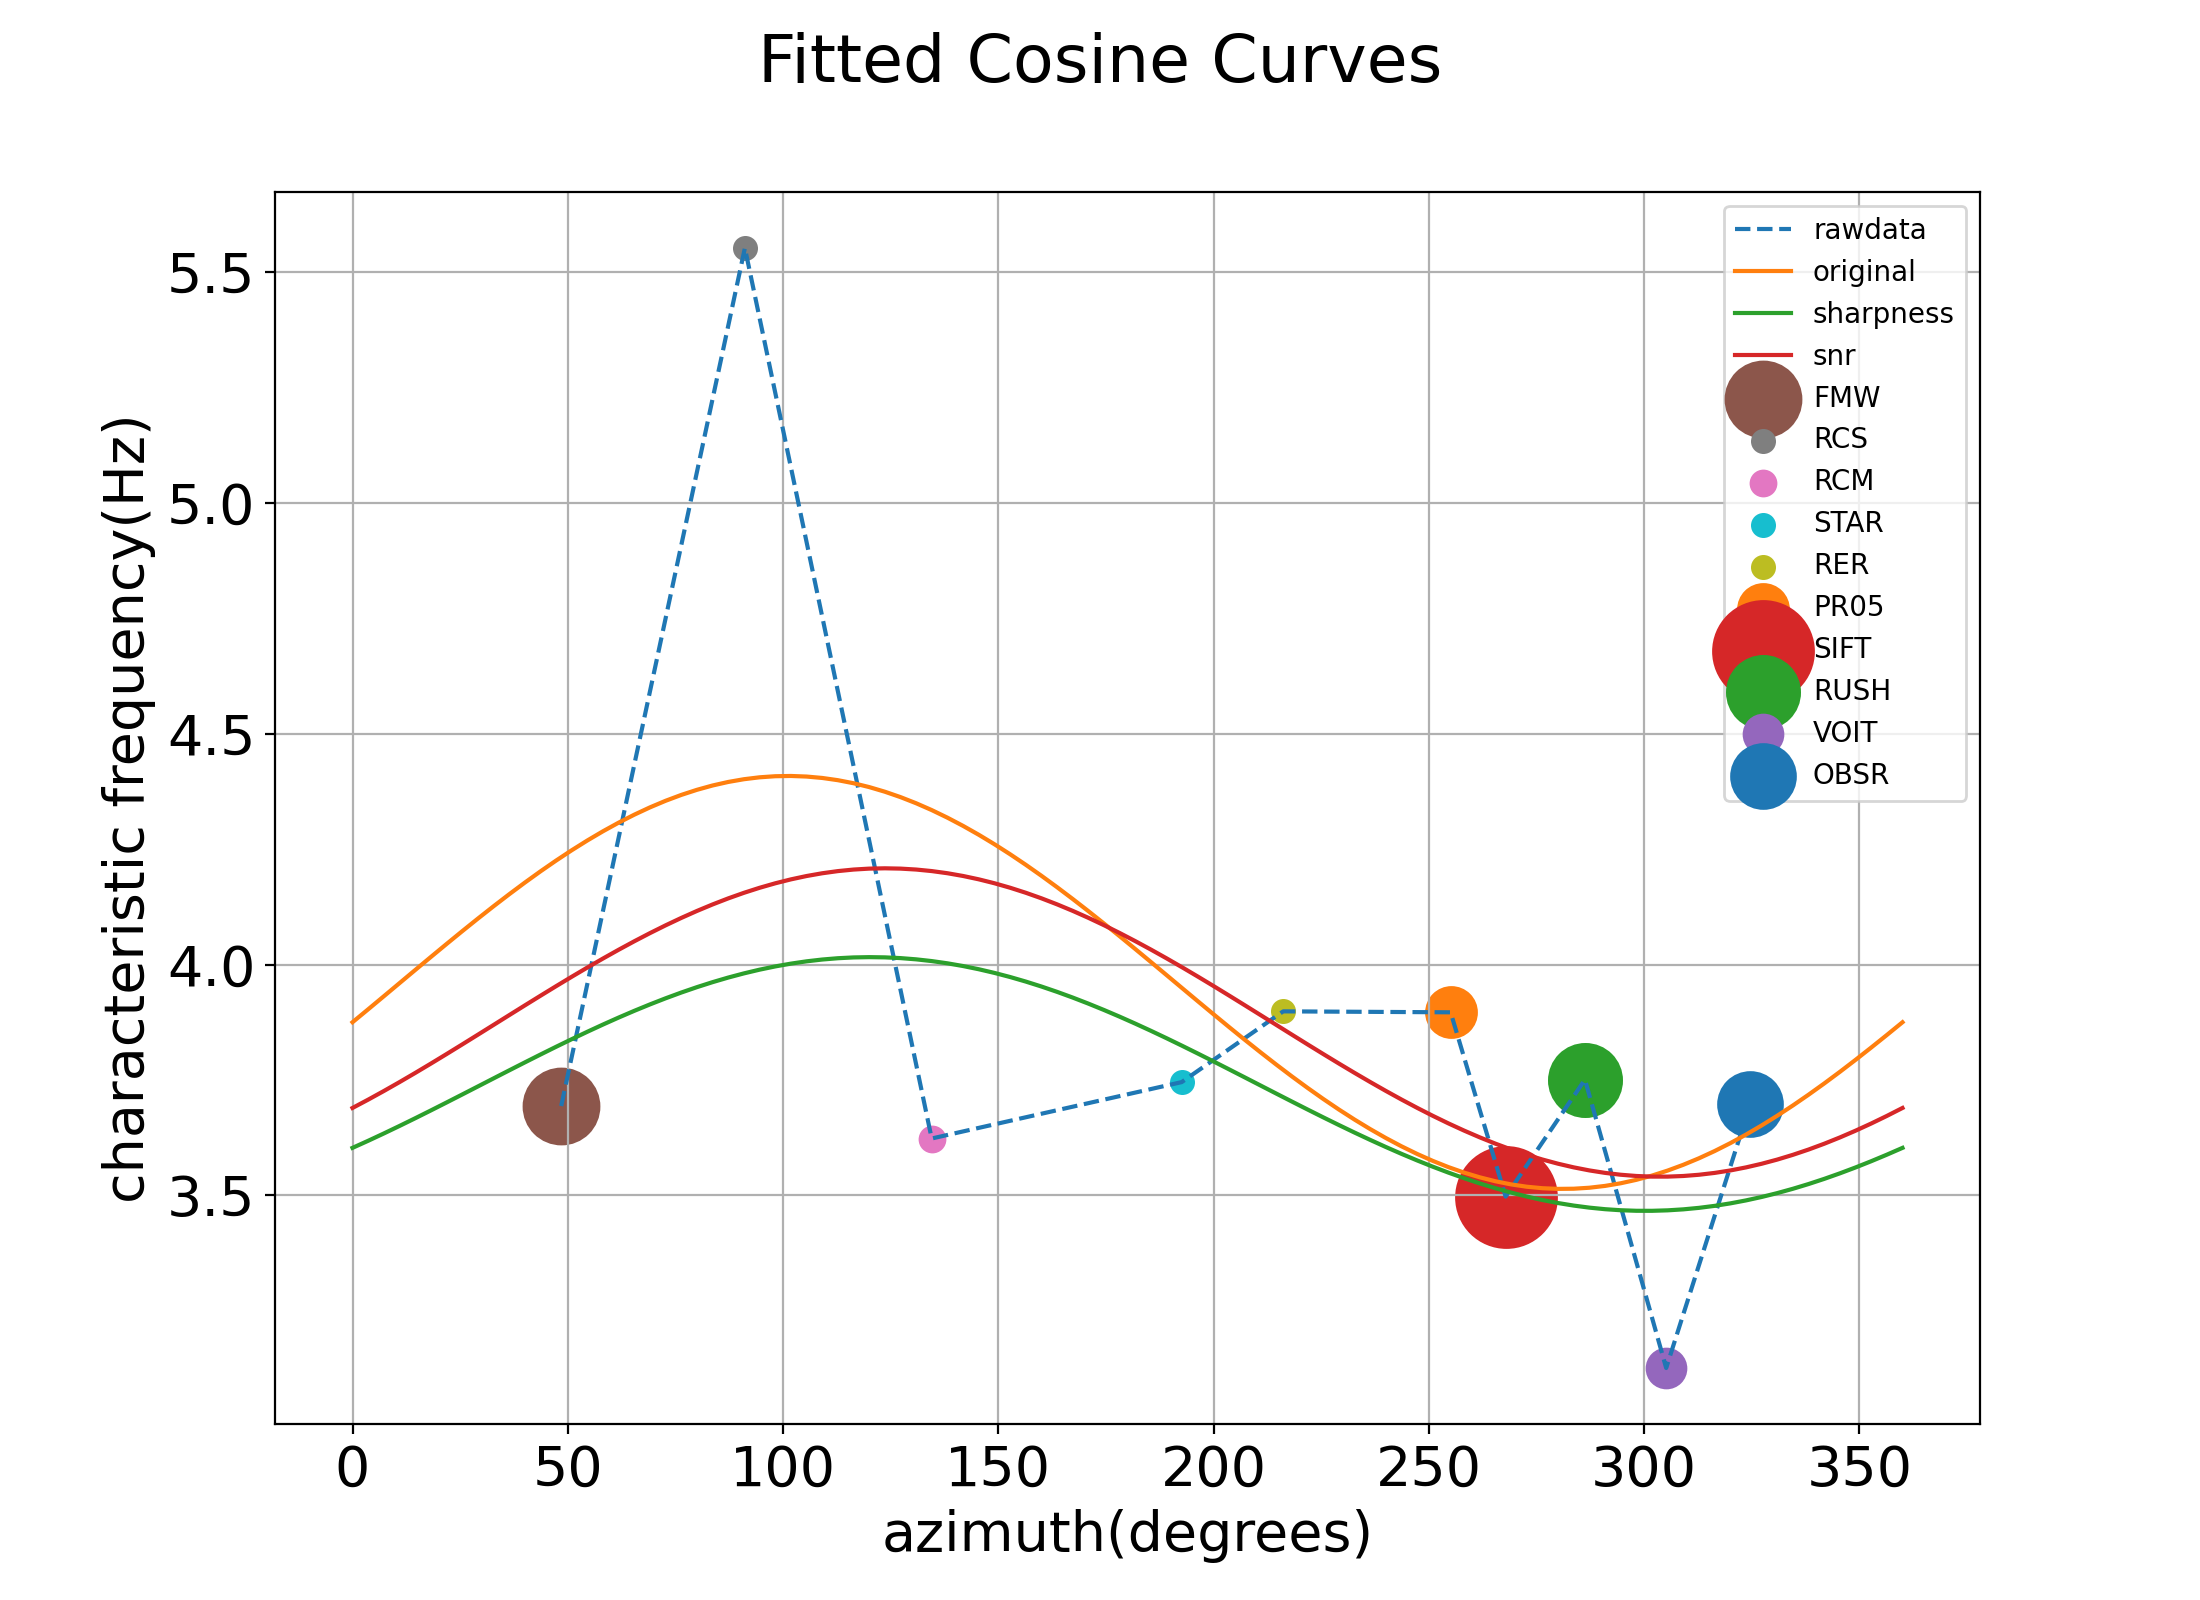 Fitted Cosine Curves
characteristic frequency(Hz)
5.5
5.0
4.5
4.0
3.5
rawdata
original
sharpness
snr
FMW
RCS
RCM
STAR
RER
PR05
SIFT
RUSH
VOIT
OBSR
0 50 100 150 200 250 300 350
azimuth(degrees)